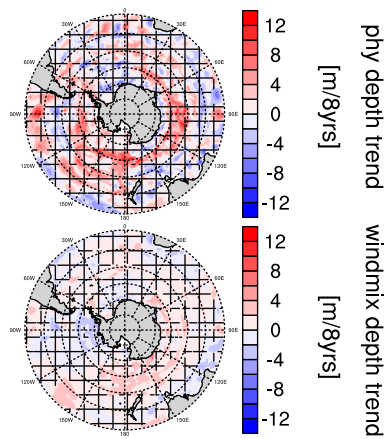 0
30W 30E
60W 60E
90W 90E
120W 120E
150W 150E
180
12
8
4
0
-4
-8
-12
phy depth trend
[m/8yrs]
0
30W 30E
60W 60E
90W 90E
120W 120E
150W 150E
180
12
8
4
0
-4
-8
-12
windmix depth trend
[m/8yrs]